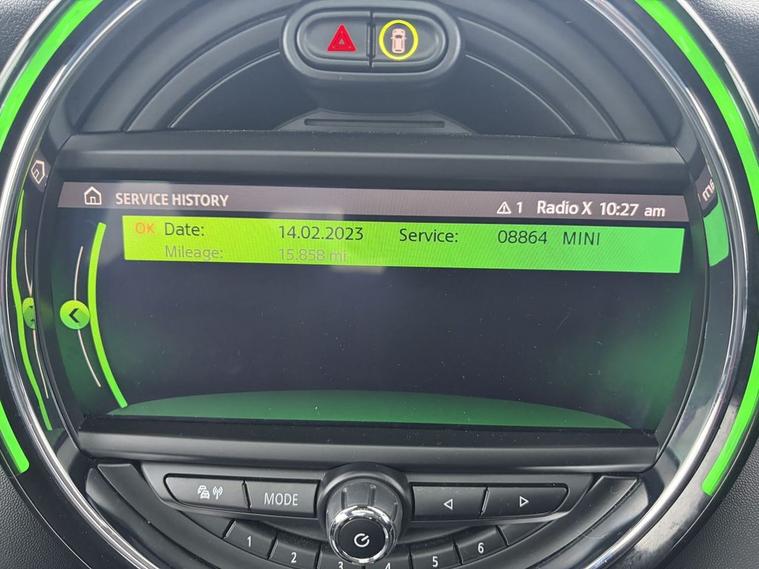 SERVICE HISTORY
1 Radio X 10:27 am
OK Date: 14.02.2023 Service: 08864 MINI
Mileage: 15.858 mi
MODE
1 2 3 4 5 6